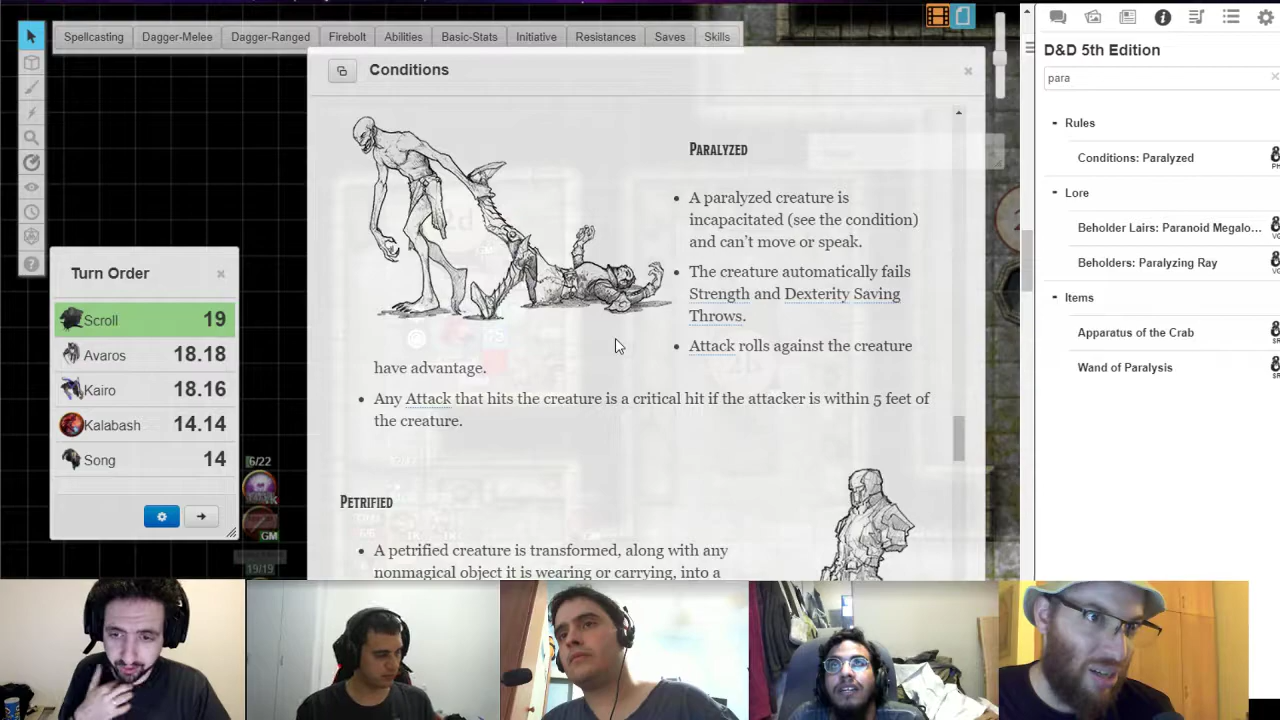 Spellcasting Dagger-Melee Dagger-Ranged Firebolt Abilities Basic-Stats Initiative Resistances Saves Skills
Conditions
PARALYZED
A paralyzed creature is
incapacitated (see the condition)
and can't move or speak.
The creature automatically fails
Strength and Dexterity Saving
Throws.
Attack rolls against the creature
have advantage.
Any Attack that hits the creature is a critical hit if the attacker is within 5 feet of
the creature.
PETRIFIED
A petrified creature is transformed, along with any
nonmagical object it is wearing or carrying, into a
Turn Order
Scroll 19
Avaros 18.18
Kairo 18.16
Kalabash 14.14
Song 14
6/22
GM
19/19
D&D 5th Edition
para
Rules
Conditions: Paralyzed
Lore
Beholder Lairs: Paranoid Megalo...
Beholders: Paralyzing Ray
Items
Apparatus of the Crab
Wand of Paralysis